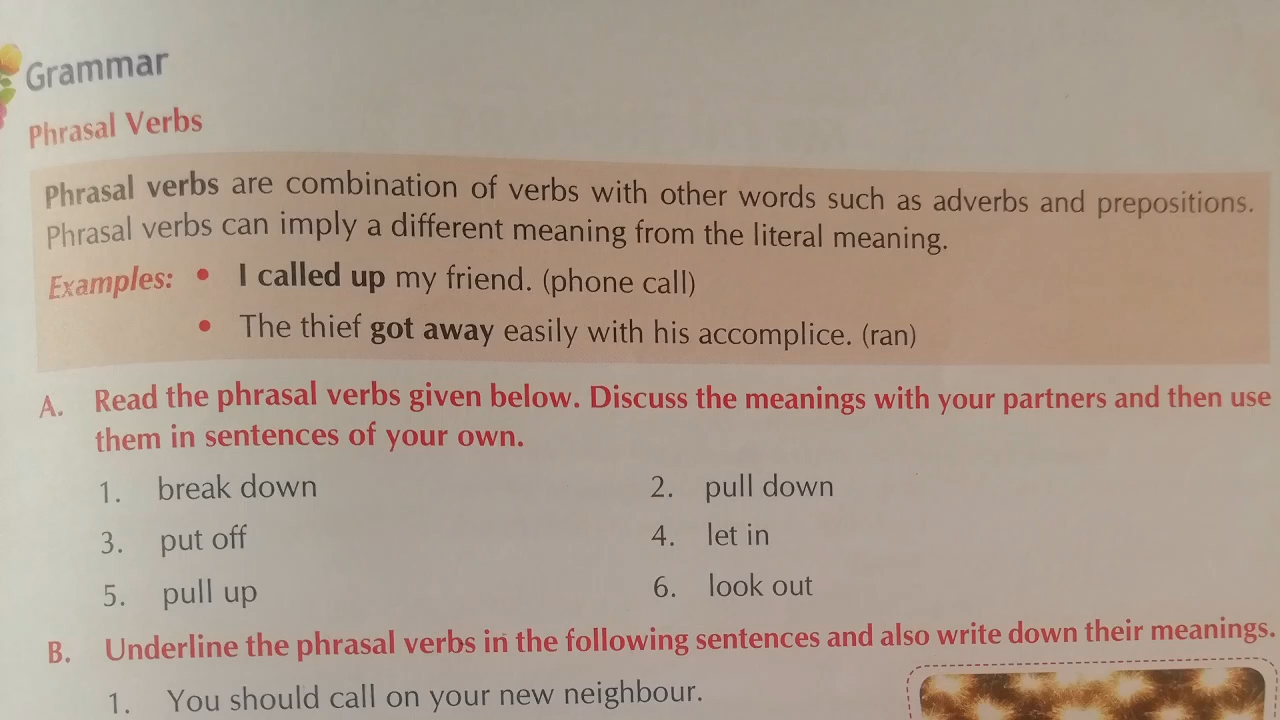 Grammar
Phrasal Verbs
Phrasal verbs are combination of verbs with other words such as adverbs and prepositions.
Phrasal verbs can imply a different meaning from the literal meaning.
Examples: • I called up my friend. (phone call)
• The thief got away easily with his accomplice. (ran)
A. Read the phrasal verbs given below. Discuss the meanings with your partners and then use
them in sentences of your own.
1. break down 2. pull down
3. put off 4. let in
5. pull up 6. look out
B. Underline the phrasal verbs in the following sentences and also write down their meanings.
1. You should call on your new neighbour.